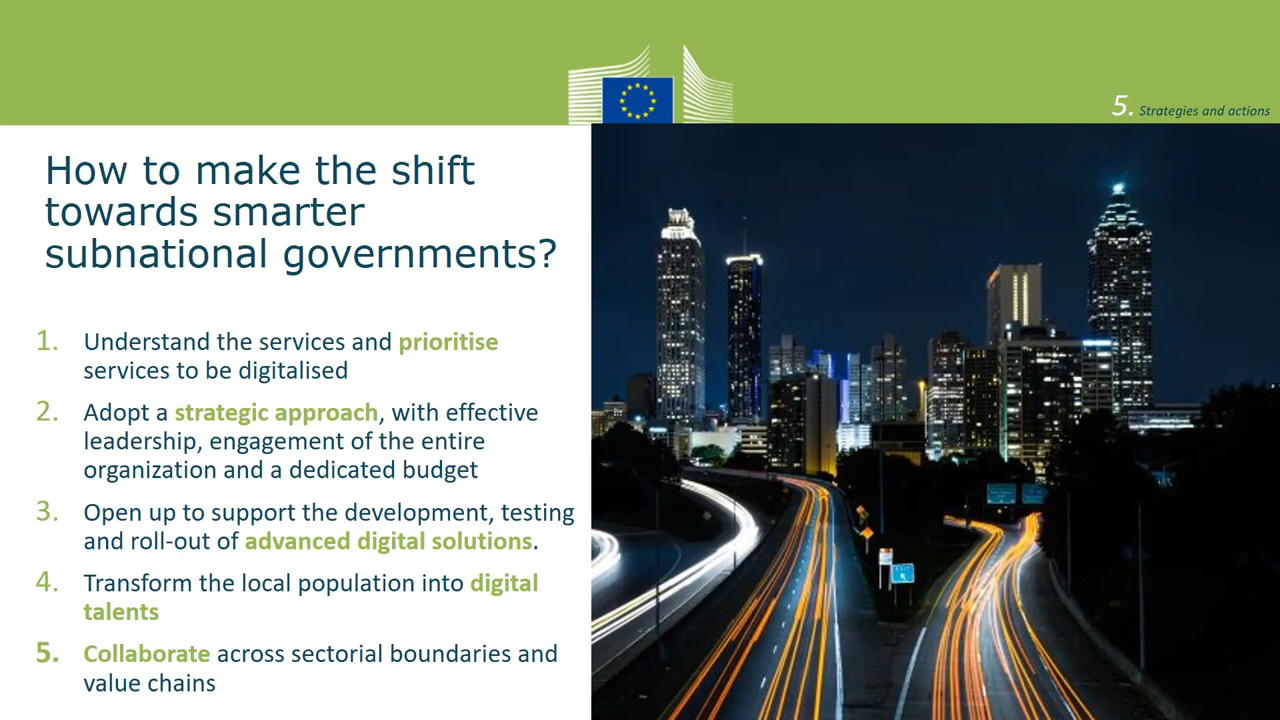 5. Strategies and actions
How to make the shift
towards smarter
subnational governments?
1. Understand the services and prioritise
services to be digitalised
2. Adopt a strategic approach, with effective
leadership, engagement of the entire
organization and a dedicated budget
3. Open up to support the development, testing
and roll-out of advanced digital solutions.
4. Transform the local population into digital
talents
5. Collaborate across sectorial boundaries and
value chains